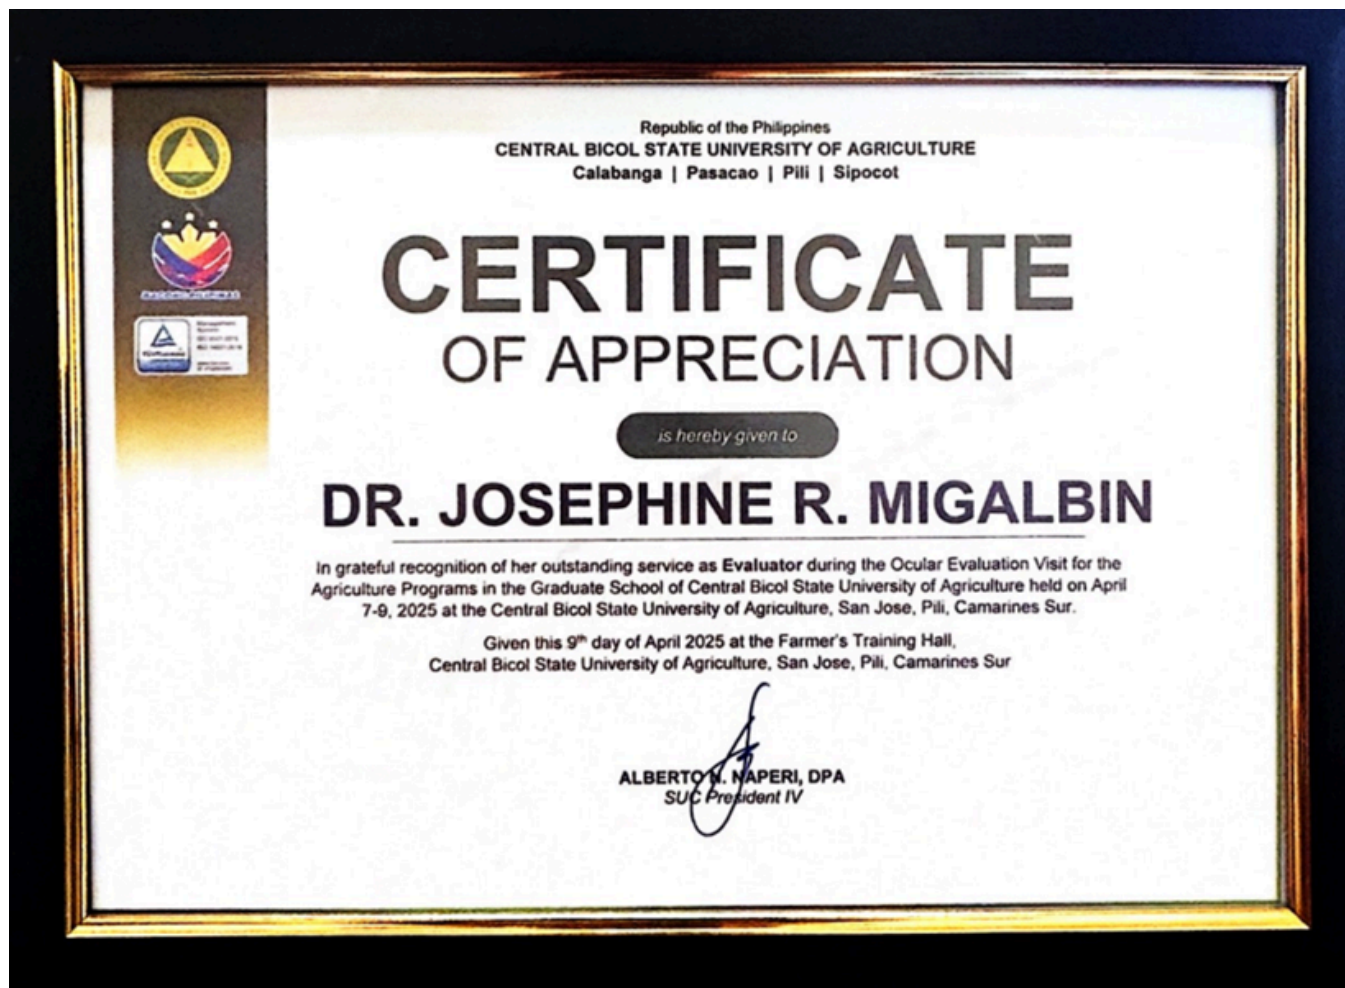 Republic of the Philippines
CENTRAL BICOL STATE UNIVERSITY OF AGRICULTURE
Calabanga | Pasacao | Pili | Sipocot
CERTIFICATE
OF APPRECIATION
is hereby given to
DR. JOSEPHINE R. MIGALBIN
In grateful recognition of her outstanding service as Evaluator during the Ocular Evaluation Visit for the
Agriculture Programs in the Graduate School of Central Bicol State University of Agriculture held on April
7-9, 2025 at the Central Bicol State University of Agriculture, San Jose, Pili, Camarines Sur.
Given this 9th day of April 2025 at the Farmer's Training Hall,
Central Bicol State University of Agriculture, San Jose, Pili, Camarines Sur
ALBERTO N. NAPERI, DPA
SUC President IV
BAGONG PILIPINAS
Management
System